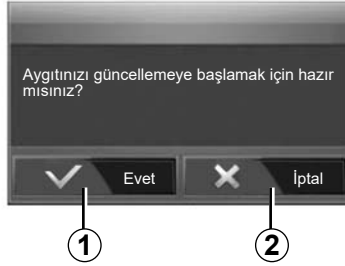 Aygıtınızı güncellemeye başlamak için hazır
mısınız?
Evet
İptal
1
2